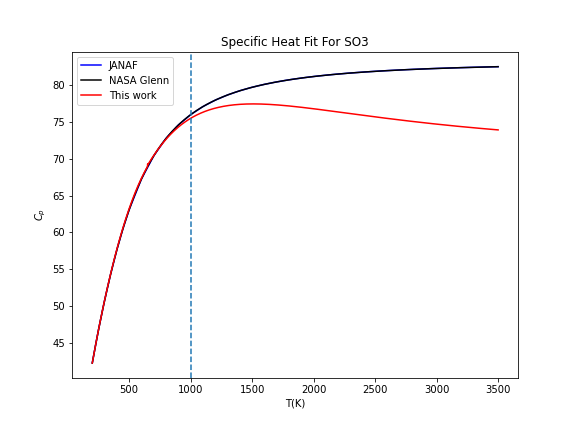 Specific Heat Fit For SO3
JANAF
NASA Glenn
This work
80
75
70
65
60
55
50
45
C_p
500 1000 1500 2000 2500 3000 3500
T(K)